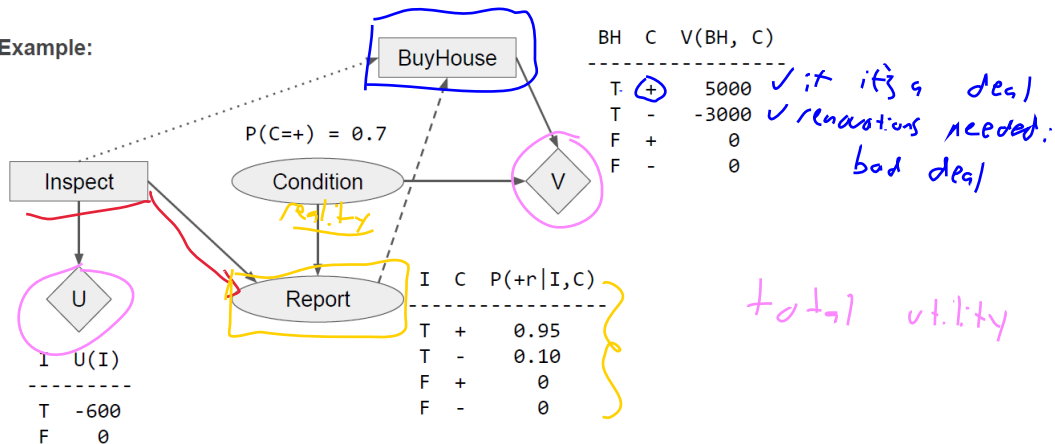 Example:
BuyHouse
BH C V(BH, C)
-----------------
T + 5000 ✓ if it's a deal
T - -3000 ✓ renovations needed:
F + 0
F - 0 bad deal
P(C=+) = 0.7
Inspect
Condition
V
reality
U
Report
I C P(+r|I,C)
-----------------
T + 0.95
T - 0.10
F + 0
F - 0
total utility
I U(I)
---------
T -600
F 0